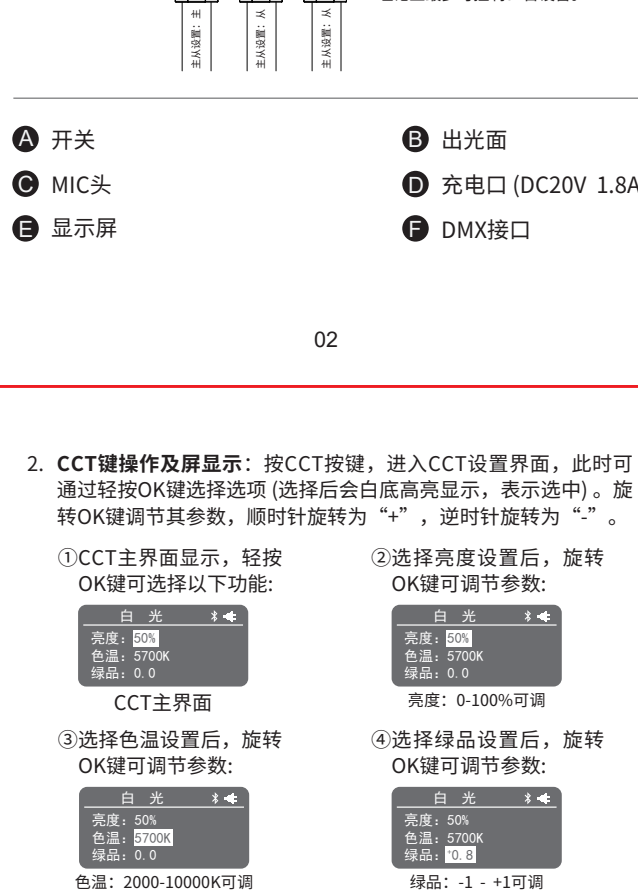 主从设置：主
主从设置：从
主从设置：从
A 开关
B 出光面
C MIC头
D 充电口 (DC20V 1.8A
E 显示屏
F DMX接口
02
2. CCT键操作及屏显示：按CCT按键，进入CCT设置界面，此时可
通过轻按OK键选择选项 (选择后会白底高亮显示，表示选中) 。旋
转OK键调节其参数，顺时针旋转为“+”，逆时针旋转为“-”。
①CCT主界面显示，轻按
OK键可选择以下功能:
白 光
亮度：50%
色温：5700K
绿品：0.0
CCT主界面
②选择亮度设置后，旋转
OK键可调节参数:
白 光
亮度：50%
色温：5700K
绿品：0.0
亮度：0-100%可调
③选择色温设置后，旋转
OK键可调节参数:
白 光
亮度：50%
色温：5700K
绿品：0.0
色温：2000-10000K可调
④选择绿品设置后，旋转
OK键可调节参数:
白 光
亮度：50%
色温：5700K
绿品：+0.8
绿品：-1 - +1可调